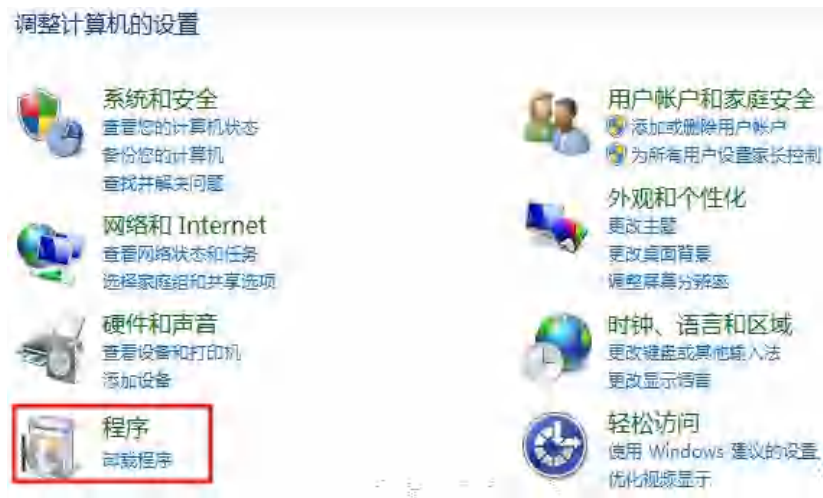 调整计算机的设置
系统和安全
查看您的计算机状态
备份您的计算机
查找并解决问题
网络和 Internet
查看网络状态和任务
选择家庭组和共享选项
硬件和声音
查看设备和打印机
添加设备
程序
卸载程序
用户帐户和家庭安全
添加或删除用户帐户
为所有用户设置家长控制
外观和个性化
更改主题
更改桌面背景
调整屏幕分辨率
时钟、语言和区域
更改键盘或其他输入法
更改显示语言
轻松访问
使用 Windows 建议的设置
优化视频显示